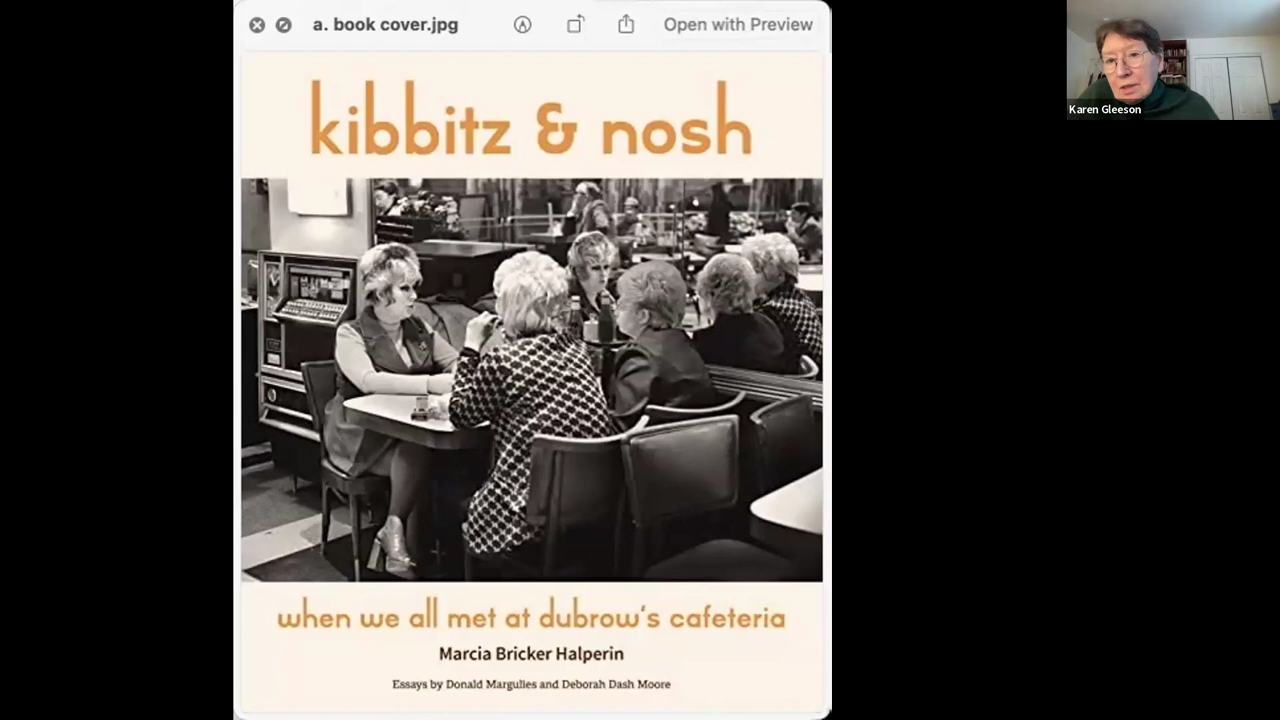 a. book cover.jpg
Open with Preview
Karen Gleeson
kibbitz & nosh
when we all met at dubrow's cafeteria
Marcia Bricker Halperin
Essays by Donald Margulies and Deborah Dash Moore